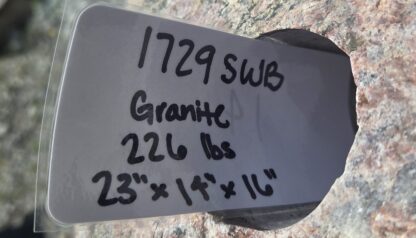 1729 SWB
Granite
226 lbs
23" x 14" x 16"